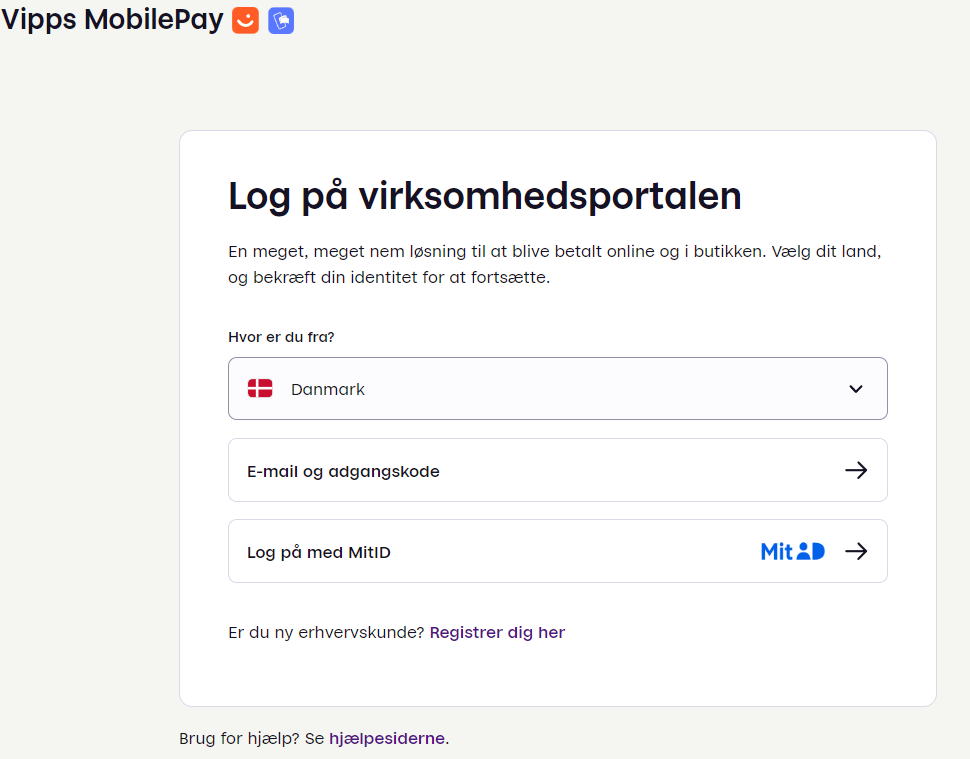 Vipps MobilePay
Log på virksomhedsportalen
En meget, meget nem løsning til at blive betalt online og i butikken. Vælg dit land,
og bekræft din identitet for at fortsætte.
Hvor er du fra?
Danmark
E-mail og adgangskode
Log på med MitID
Mit D
Er du ny erhvervskunde? Registrer dig her
Brug for hjælp? Se hjælpesiderne.